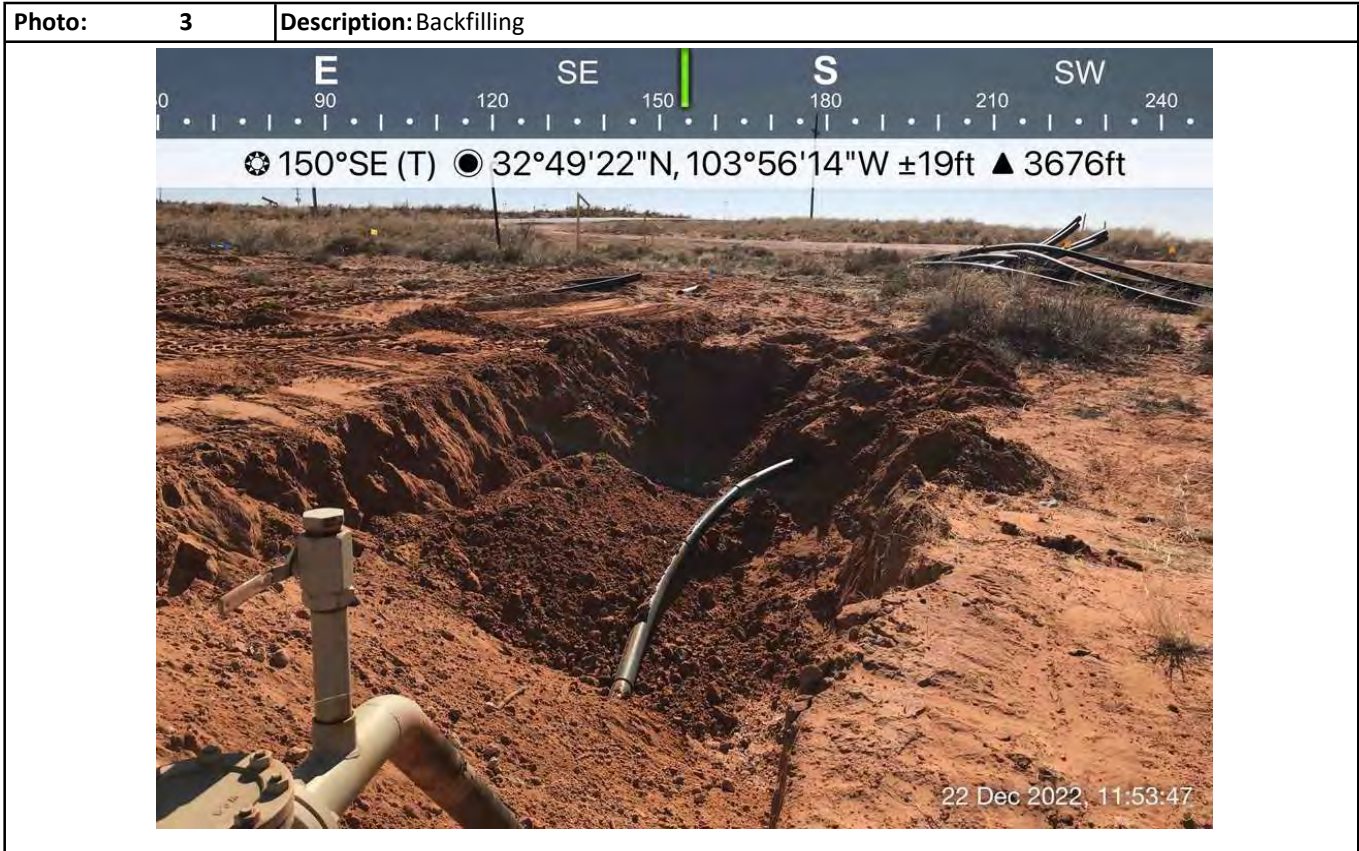 Photo: 3 Description: Backfilling
E SE S SW
90 120 150 180 210 240
150°SE (T) 32°49'22"N, 103°56'14"W ±19ft ▲ 3676ft
22 Dec 2022, 11:53:47